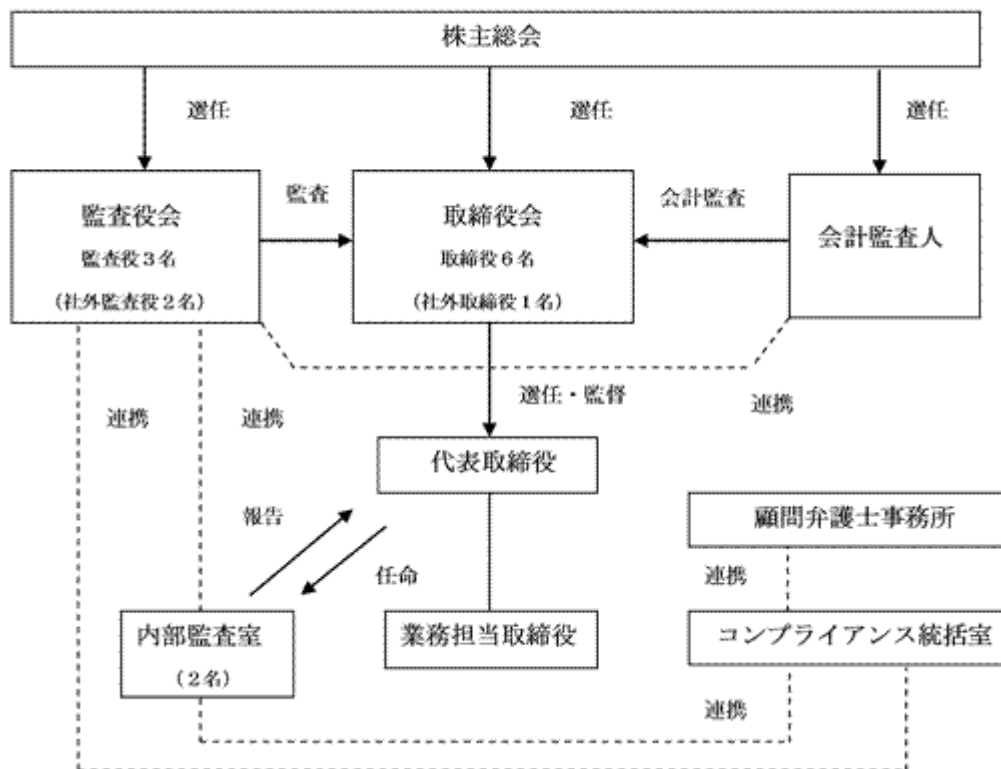 株主総会
選任
選任
選任
監査役会
監査役3名
(社外監査役2名)
監査
取締役会
取締役6名
(社外取締役1名)
会計監査
会計監査人
連携
連携
選任・監督
連携
代表取締役
報告
任命
顧問弁護士事務所
連携
内部監査室
(2名)
業務担当取締役
コンプライアンス統括室
連携